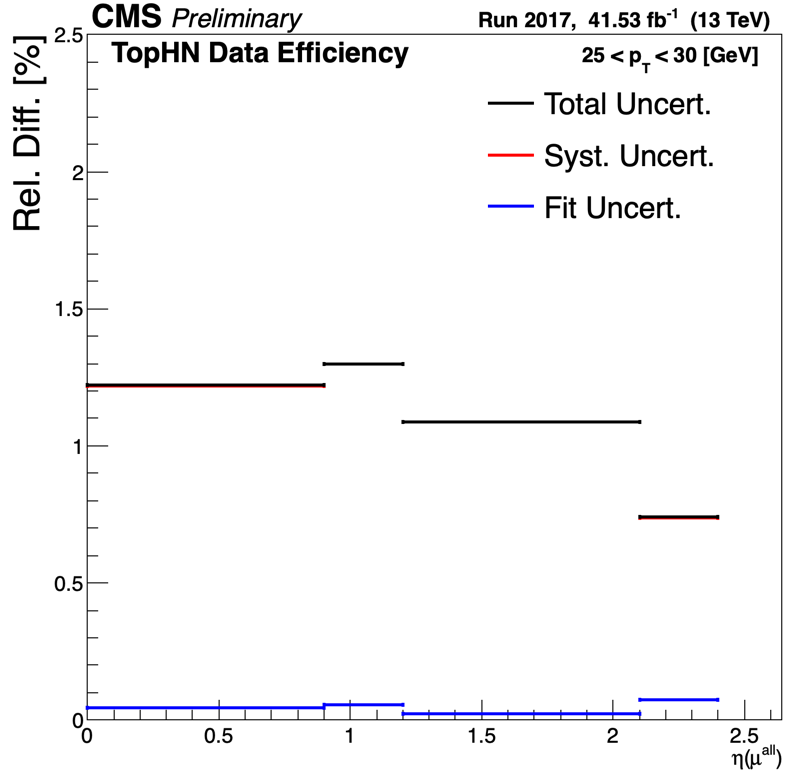 CMS Preliminary
Run 2017, 41.53 fb⁻¹ (13 TeV)
TopHN Data Efficiency
25 < p_T < 30 [GeV]
Total Uncert.
Syst. Uncert.
Fit Uncert.
Rel. Diff. [%]
2.5
2
1.5
1
0.5
0
0 0.5 1 1.5 2 2.5
η(μ^all)